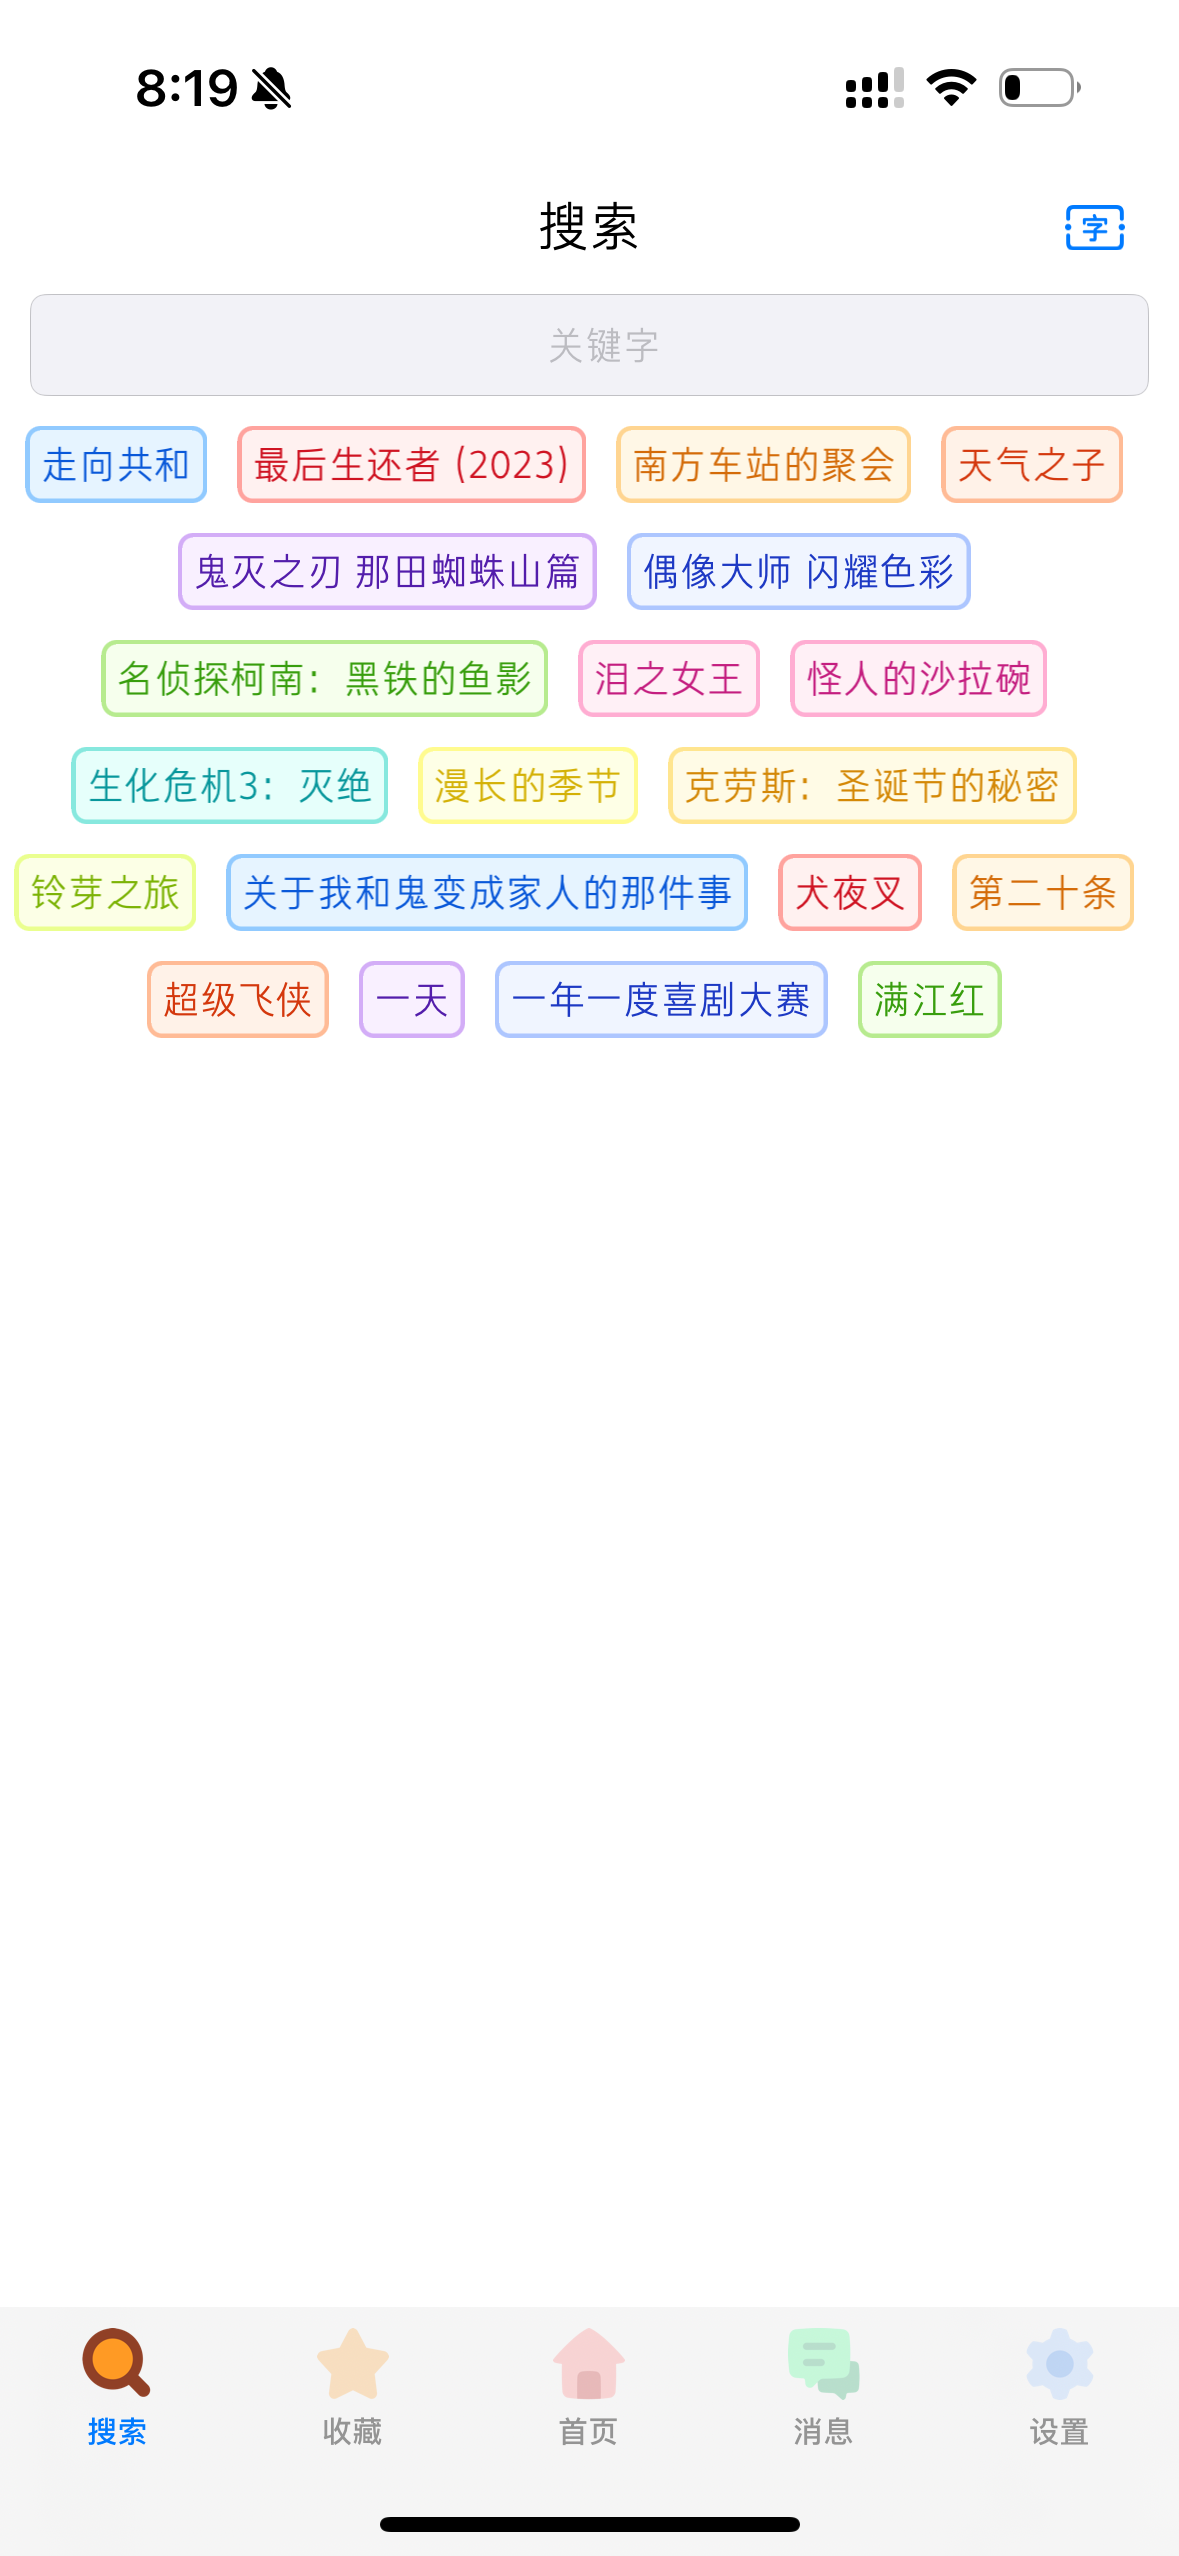 8:19
搜索
字
关键字
走向共和 最后生还者 (2023) 南方车站的聚会 天气之子
鬼灭之刃 那田蜘蛛山篇 偶像大师 闪耀色彩
名侦探柯南：黑铁的鱼影 泪之女王 怪人的沙拉碗
生化危机3：灭绝 漫长的季节 克劳斯：圣诞节的秘密
铃芽之旅 关于我和鬼变成家人的那件事 犬夜叉 第二十条
超级飞侠 一天 一年一度喜剧大赛 满江红
搜索 收藏 首页 消息 设置